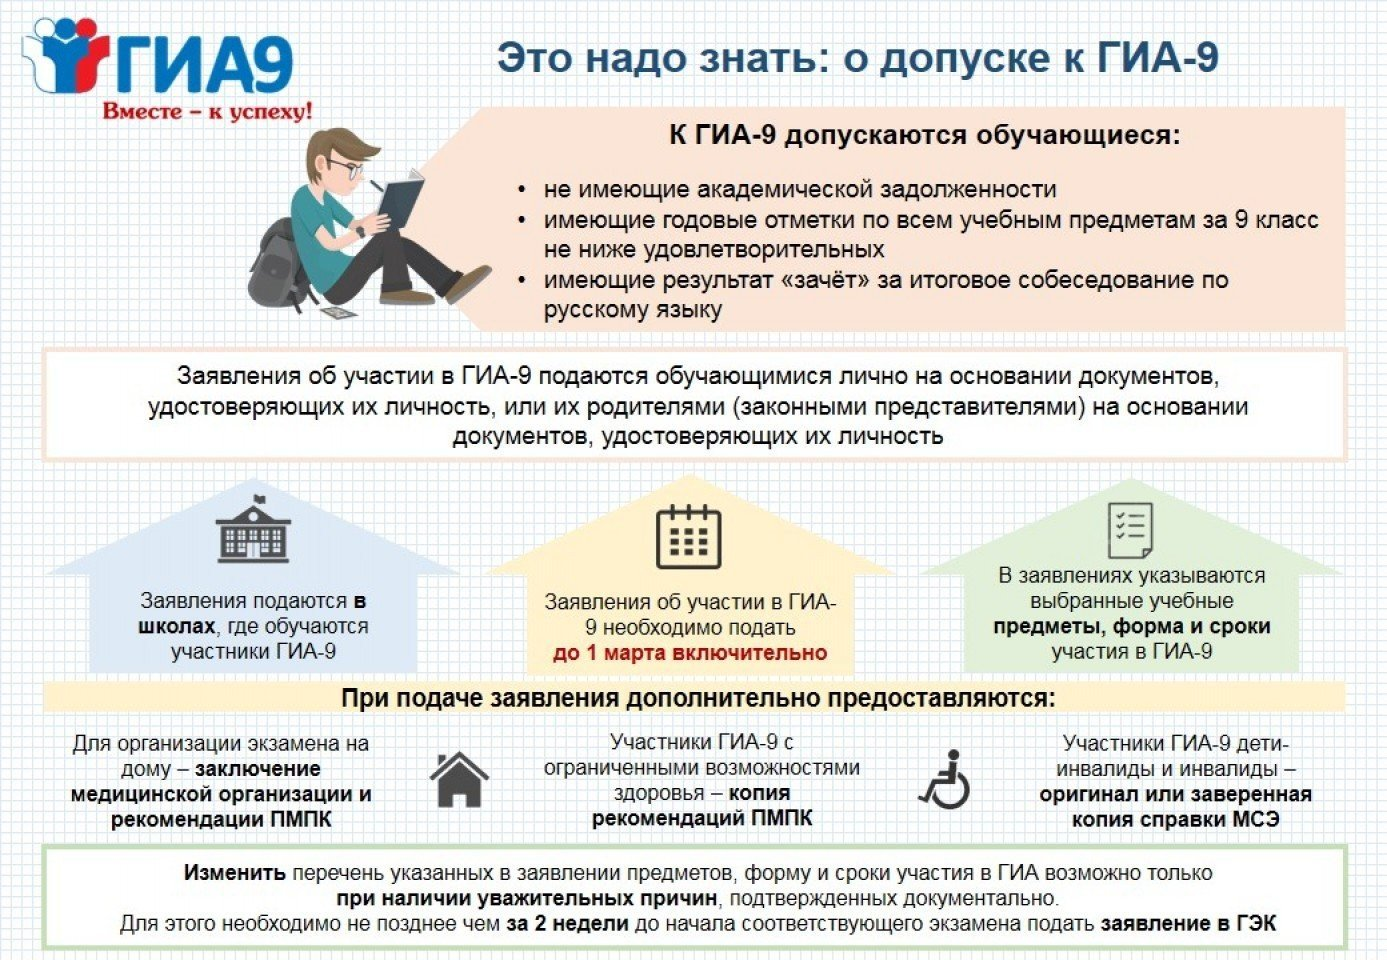 ГИА9
Вместе – к успеху!
Это надо знать: о допуске к ГИА-9
К ГИА-9 допускаются обучающиеся:
• не имеющие академической задолженности
• имеющие годовые отметки по всем учебным предметам за 9 класс
не ниже удовлетворительных
• имеющие результат «зачёт» за итоговое собеседование по
русскому языку
Заявления об участии в ГИА-9 подаются обучающимися лично на основании документов,
удостоверяющих их личность, или их родителями (законными представителями) на основании
документов, удостоверяющих их личность
Заявления подаются в
школах, где обучаются
участники ГИА-9
Заявления об участии в ГИА-
9 необходимо подать
до 1 марта включительно
В заявлениях указываются
выбранные учебные
предметы, форма и сроки
участия в ГИА-9
При подаче заявления дополнительно предоставляются:
Для организации экзамена на
дому – заключение
медицинской организации и
рекомендации ПМПК
Участники ГИА-9 с
ограниченными возможностями
здоровья – копия
рекомендаций ПМПК
Участники ГИА-9 дети-
инвалиды и инвалиды –
оригинал или заверенная
копия справки МСЭ
Изменить перечень указанных в заявлении предметов, форму и сроки участия в ГИА возможно только
при наличии уважительных причин, подтвержденных документально.
Для этого необходимо не позднее чем за 2 недели до начала соответствующего экзамена подать заявление в ГЭК